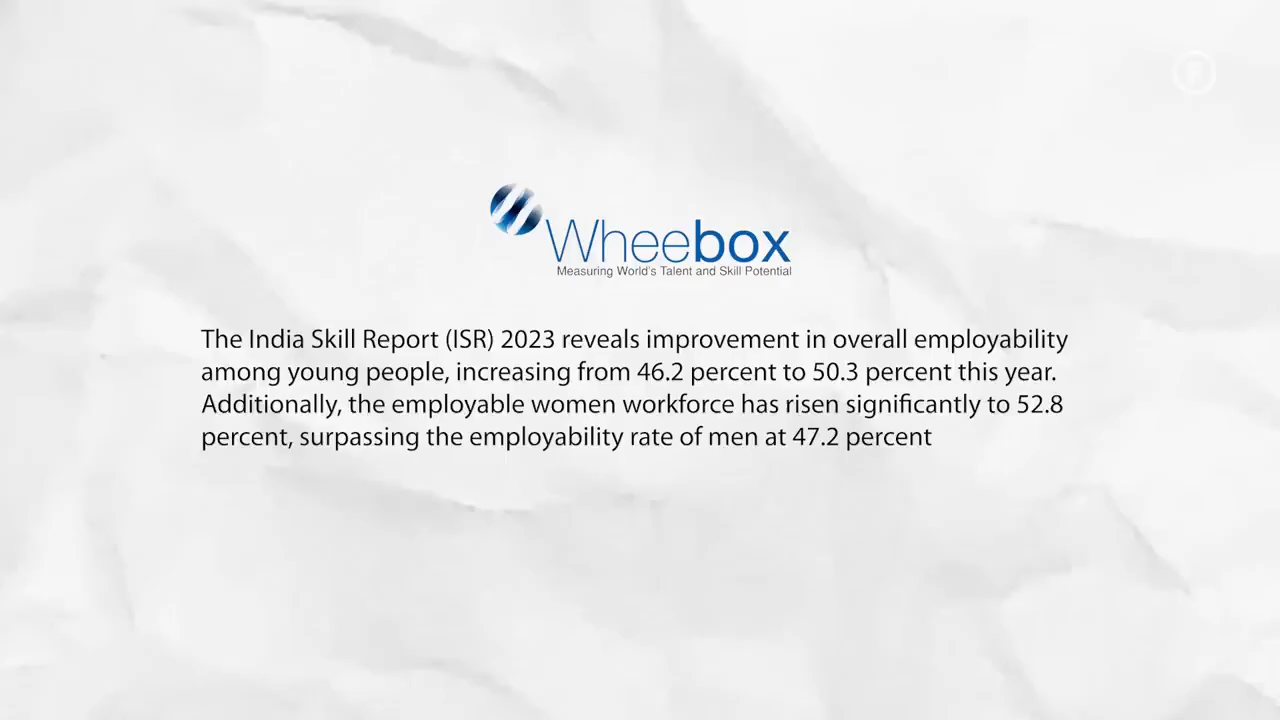 Wheebox
Measuring World's Talent and Skill Potential
The India Skill Report (ISR) 2023 reveals improvement in overall employability
among young people, increasing from 46.2 percent to 50.3 percent this year.
Additionally, the employable women workforce has risen significantly to 52.8
percent, surpassing the employability rate of men at 47.2 percent